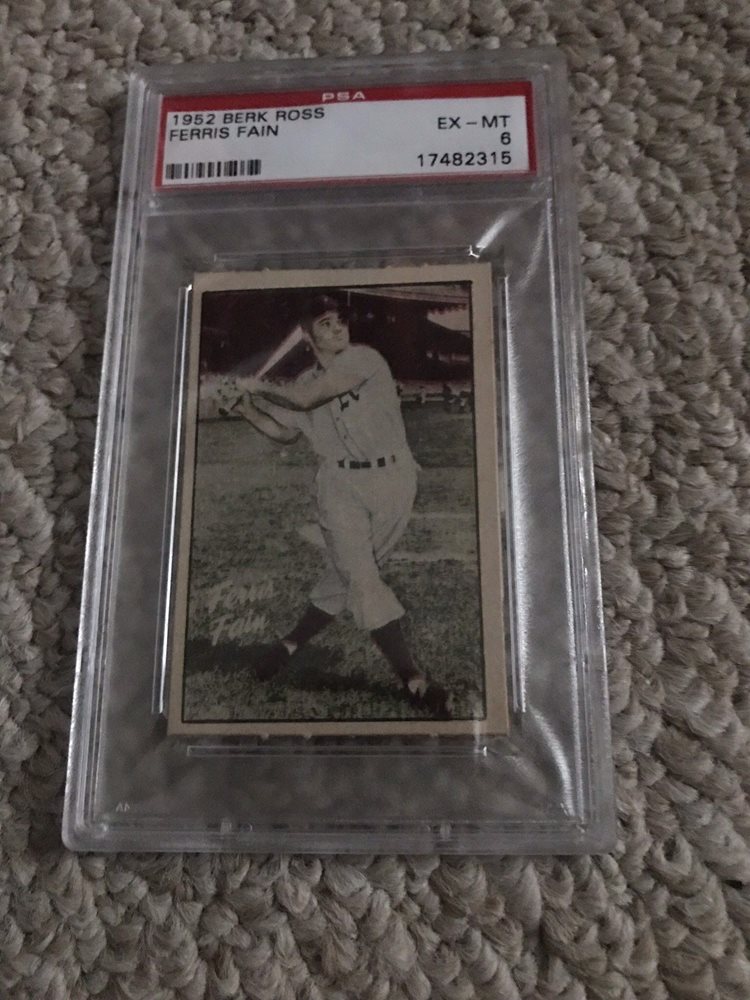 PSA
1952 BERK ROSS
FERRIS FAIN
EX – MT
6
17482315
Ferris
Fain